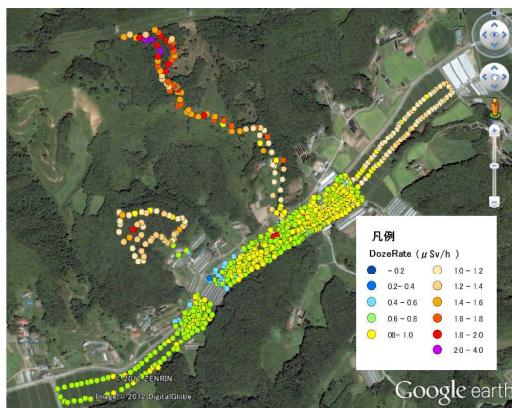 N
凡例
DozeRate (μSv/h)
- 0.2
0.2-0.4
0.4 - 0.6
0.6 - 0.8
08- 1.0
1.0 - 1.2
1.2 - 1.4
1.4 - 1.6
1.6 - 1.8
1.8 - 2.0
2.0 - 4.0
ZENRIN
Image © 2012 DigitalGlobe
Google earth